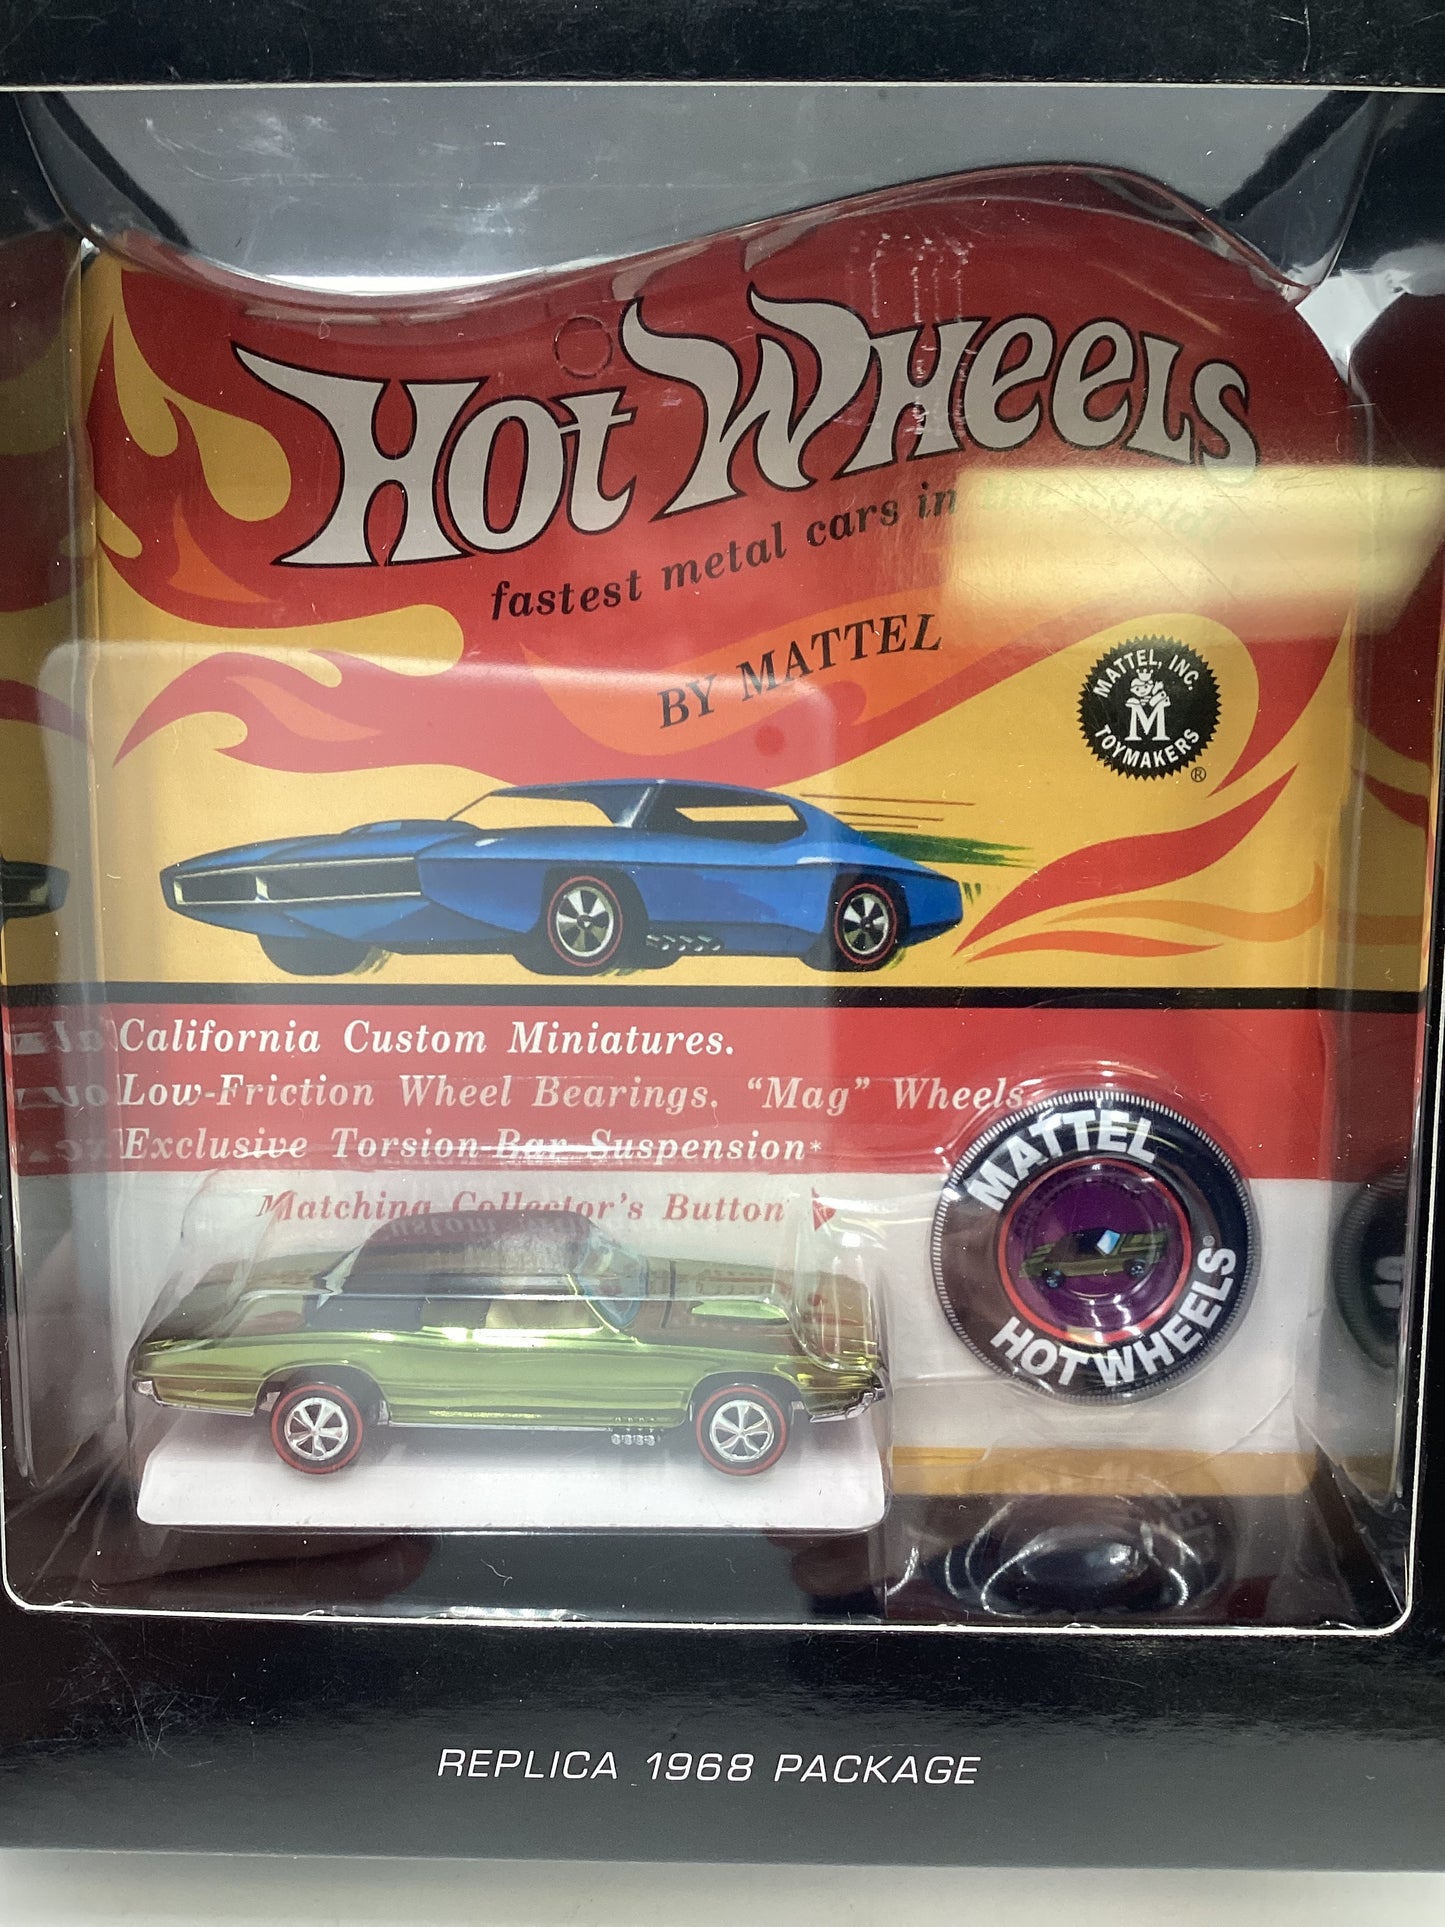 Hot Wheels
fastest metal cars in
BY MATTEL
MATTEL, INC.
M
TOYMAKERS
®
California Custom Miniatures.
Low-Friction Wheel Bearings. “Mag” Wheels.
Exclusive Torsion-Bar Suspension*
Matching Collector's Button
MATTEL
HOT WHEELS®
REPLICA 1968 PACKAGE